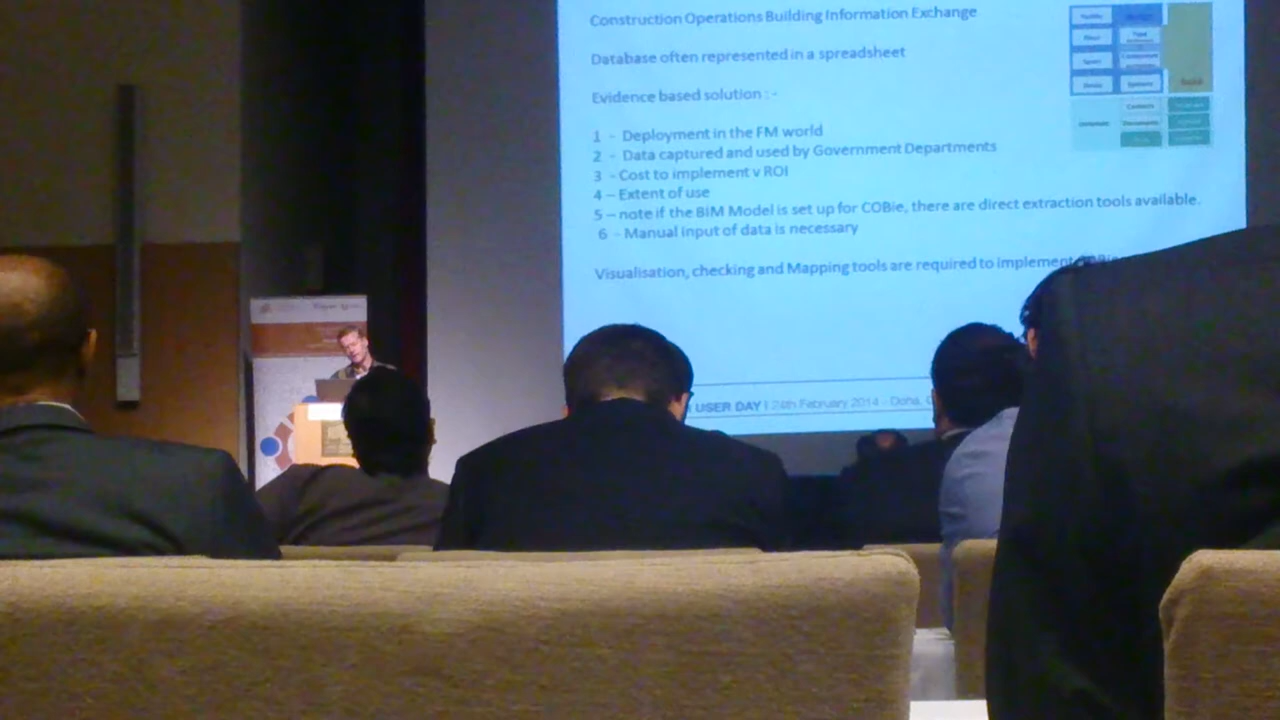 Construction Operations Building Information Exchange
Database often represented in a spreadsheet
Evidence based solution :-
1 - Deployment in the FM world
2 - Data captured and used by Government Departments
3 - Cost to implement v ROI
4 – Extent of use
5 – note if the BIM Model is set up for COBie, there are direct extraction tools available.
6 - Manual input of data is necessary
Visualisation, checking and Mapping tools are required to implement
USER DAY | 24th February 2014 - Doha,